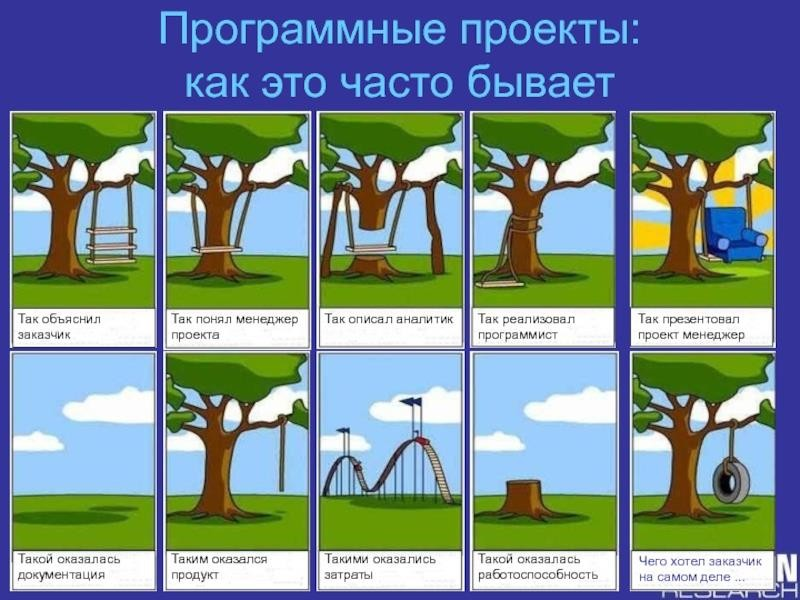 Программные проекты:
как это часто бывает
Так объяснил
заказчик
Так понял менеджер
проекта
Так описал аналитик
Так реализовал
программист
Так презентовал
проект менеджер
Такой оказалась
документация
Таким оказался
продукт
Такими оказались
затраты
Такой оказалась
работоспособность
Чего хотел заказчик
на самом деле ...
RESEARCH